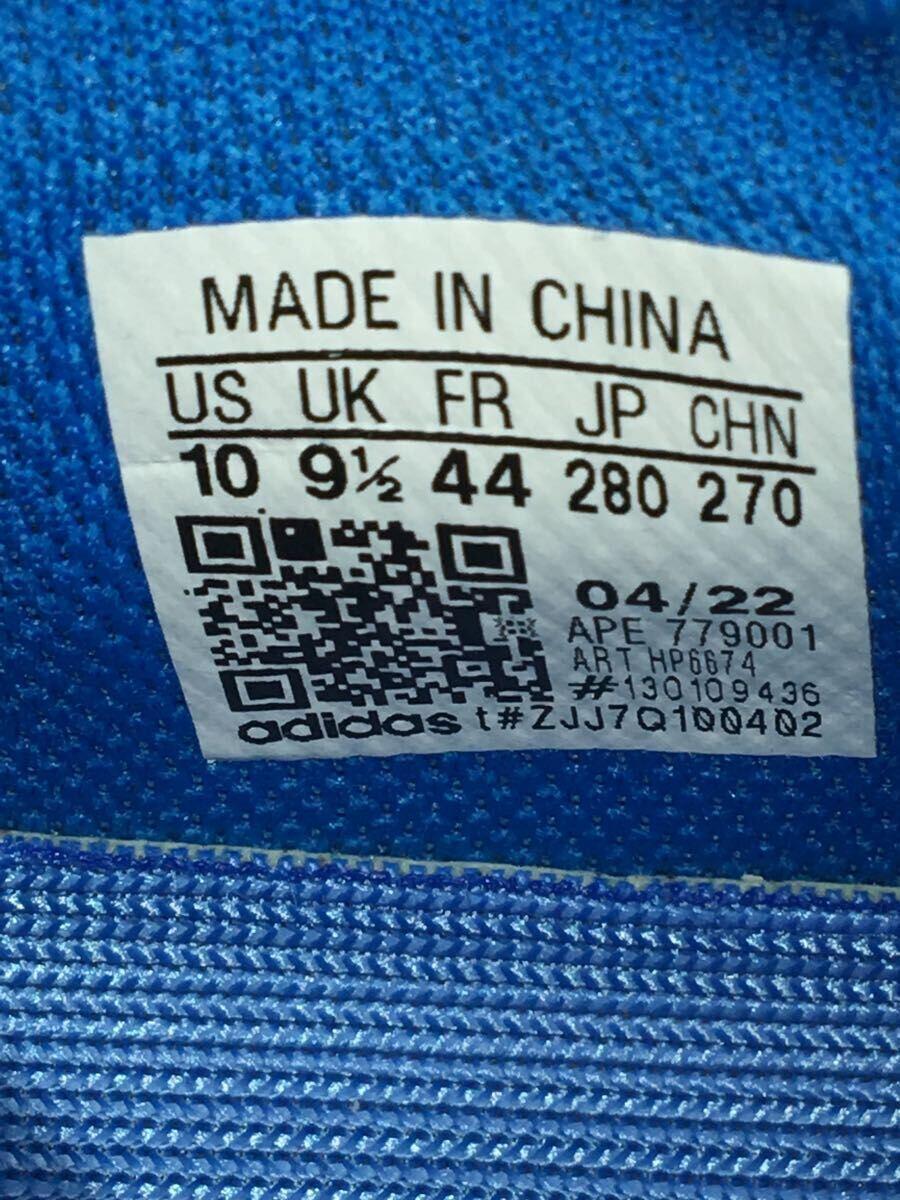 MADE IN CHINA
US UK FR JP CHN
10 9½ 44 280 270
04/22
APE 779001
ART HP6674
#130109436
adidas t#ZJJ7Q100402